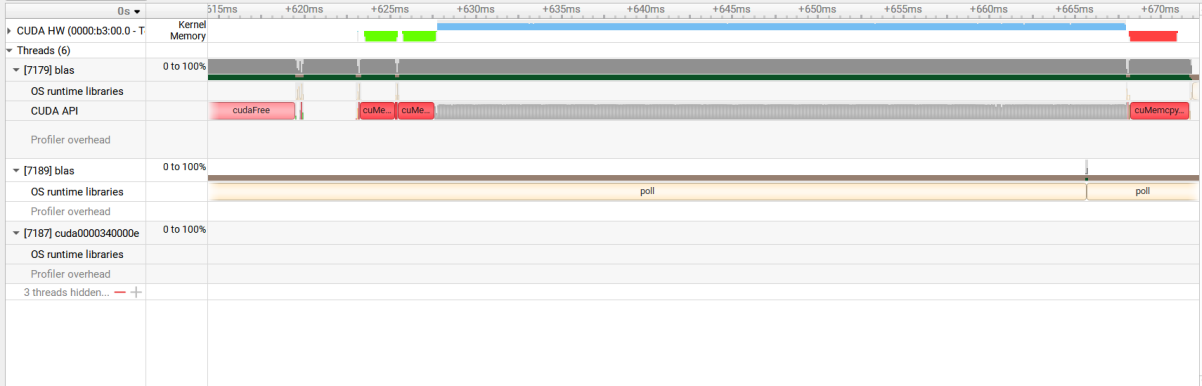 0s 515ms +620ms +625ms +630ms +635ms +640ms +645ms +650ms +655ms +660ms +665ms +670ms
CUDA HW (0000:b3:00.0 - T Kernel
Memory
Threads (6)
[7179] blas 0 to 100%
OS runtime libraries
CUDA API cudaFree cuMe... cuMe... cuMemcpy...
Profiler overhead
[7189] blas 0 to 100%
OS runtime libraries poll poll
Profiler overhead
[7187] cuda0000340000e 0 to 100%
OS runtime libraries
Profiler overhead
3 threads hidden...